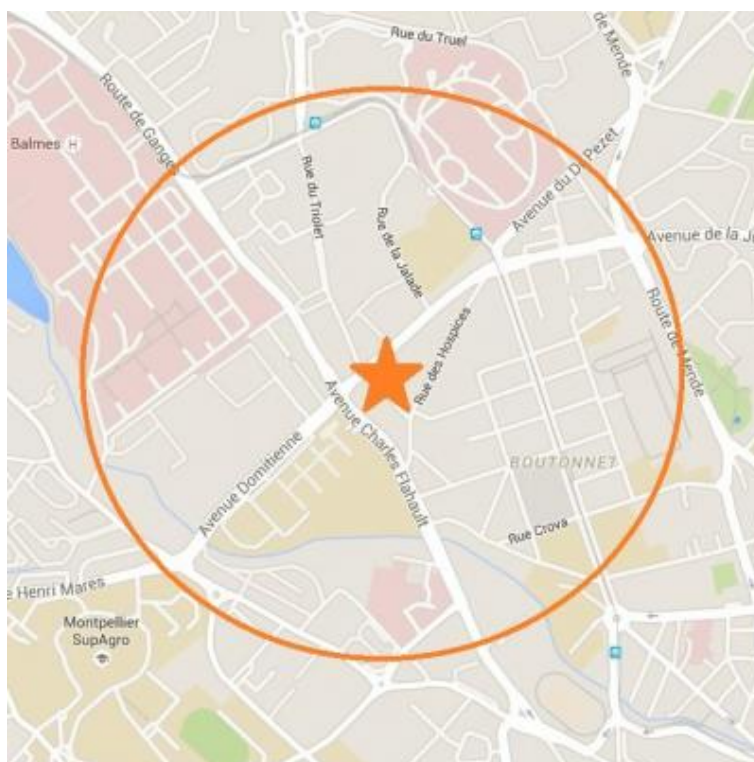 Rue du Truel
de Mende
Route de Ganges
Balmes H
Avenue du Dr Pezet
Rue du Triolet
Rue de la Jalade
Avenue de la Ja
Route de Mende
Rue des Hospices
Avenue Charles Flahault
Avenue Domitienne
BOUTONNET
Rue Crova
e Henri Mares
Montpellier
SupAgro